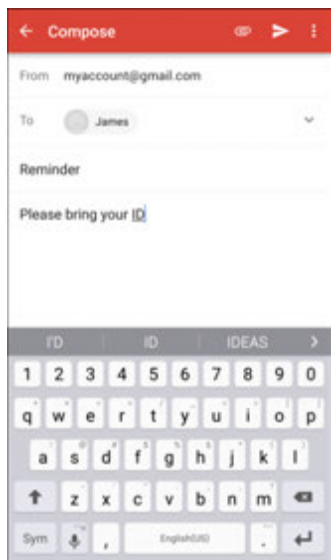 Compose
From myaccount@gmail.com
To James
Reminder
Please bring your ID
I'D ID IDEAS
1 2 3 4 5 6 7 8 9 0
q w e r t y u i o p
a s d f g h j k l
z x c v b n m
Sym , English(US) .